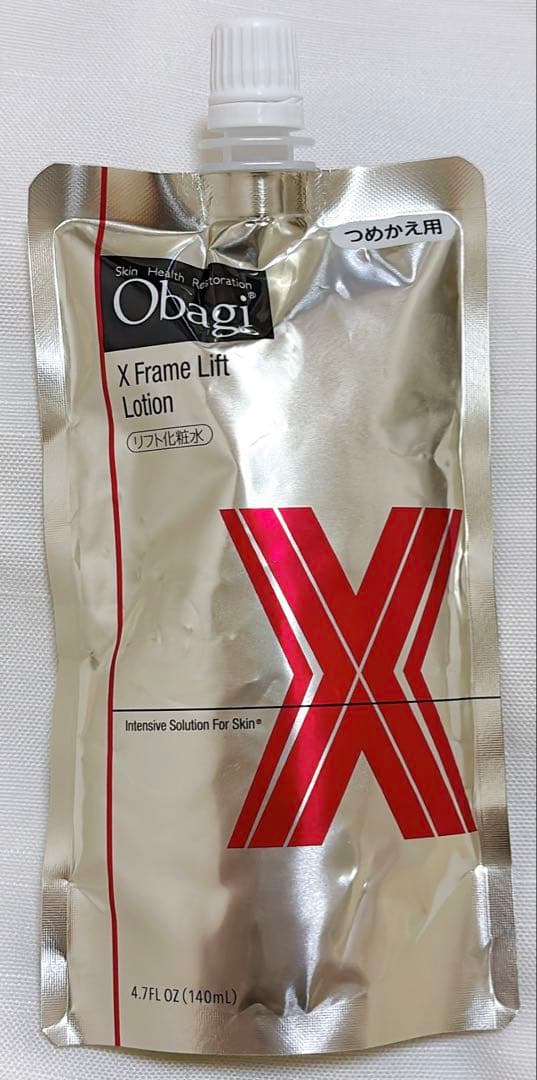 つめかえ用
Skin Health Restoration
Obagi®
X Frame Lift
Lotion
リフト化粧水
X
Intensive Solution For Skin®
4.7FL OZ (140mL)